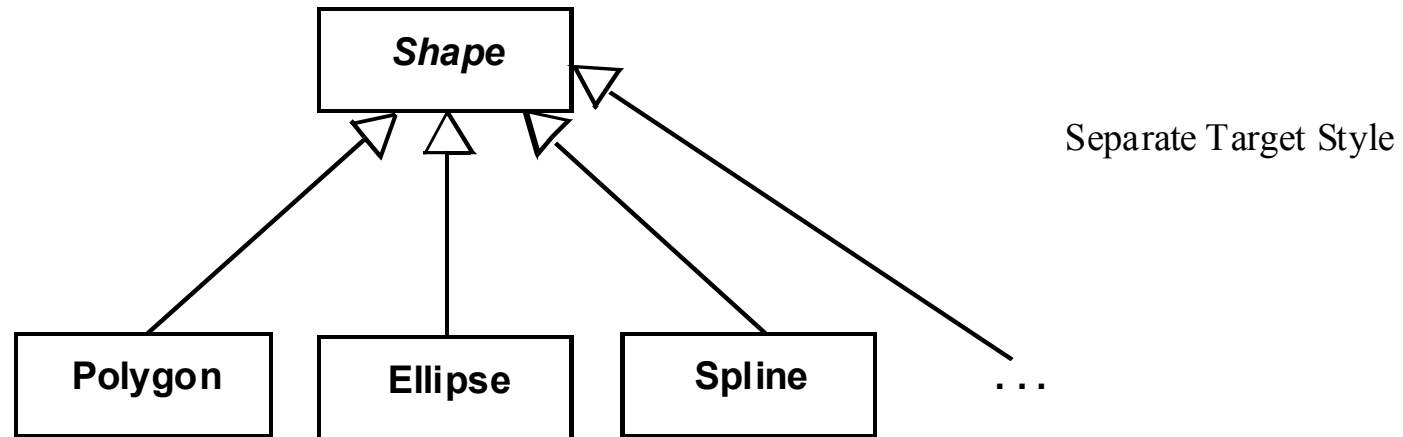 Shape
Separate Target Style
Polygon
Ellipse
Spline
. . .